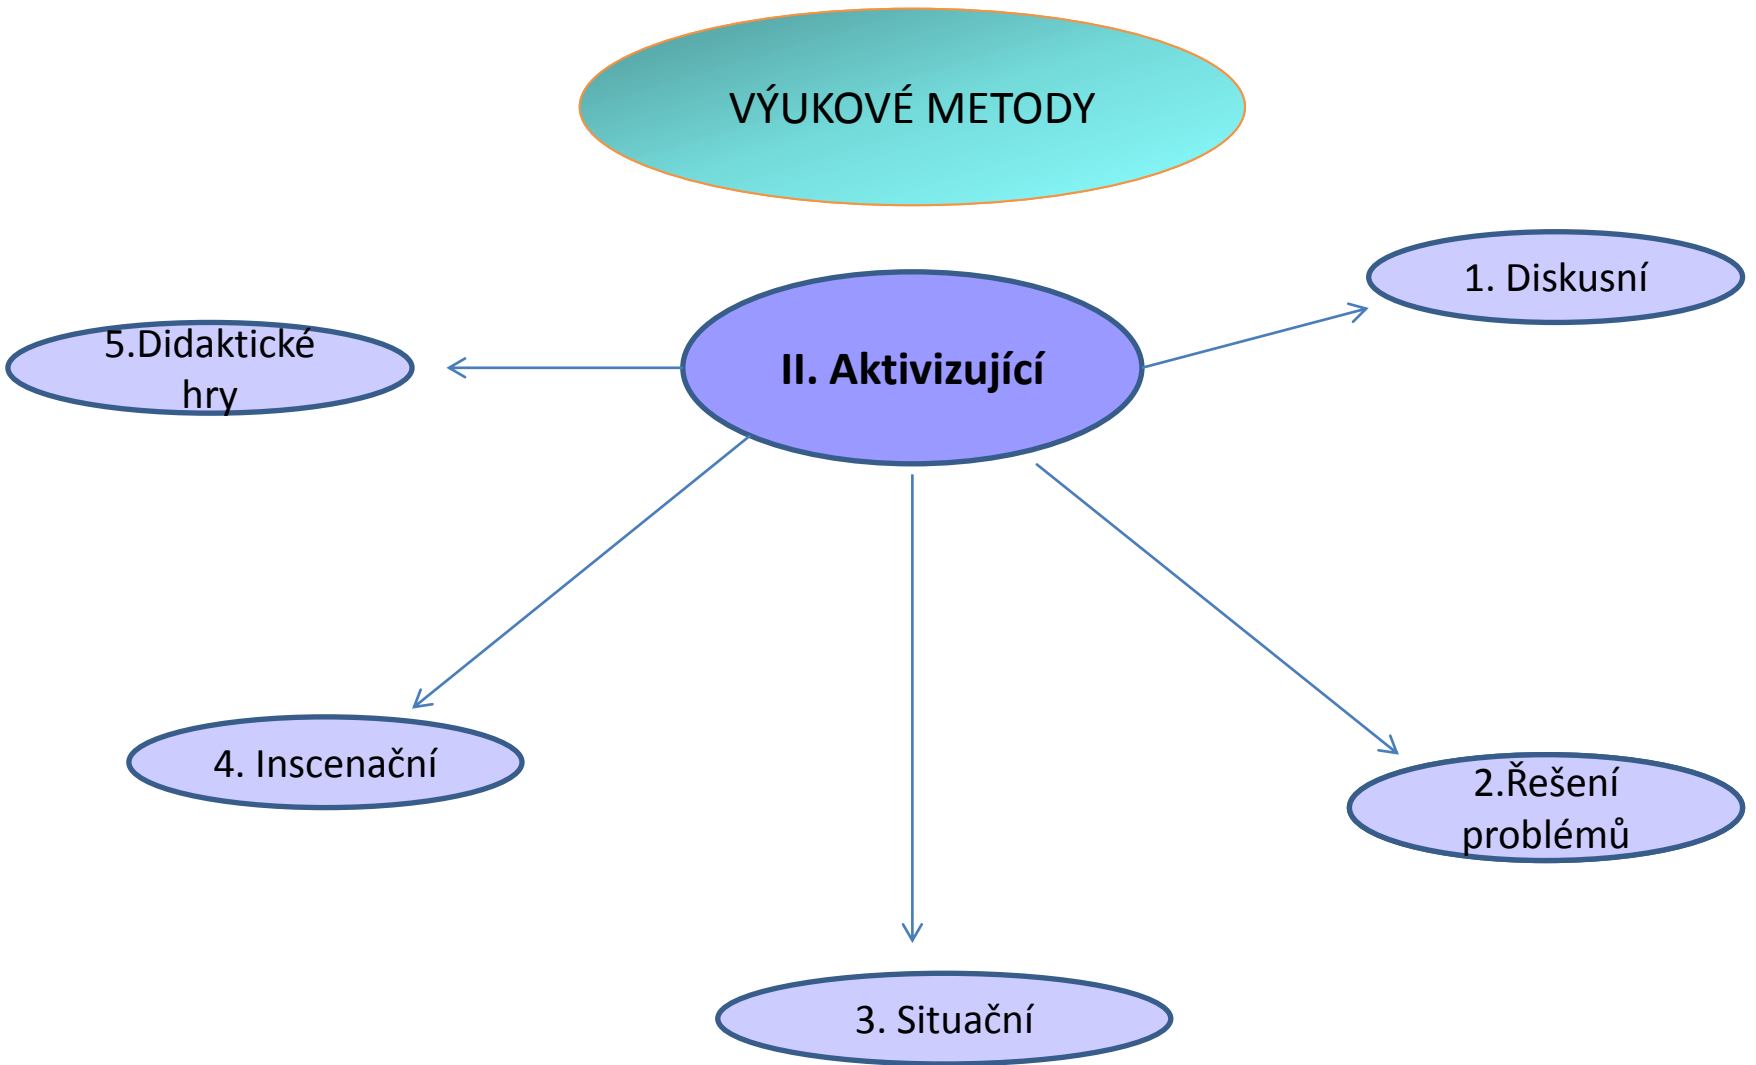 VÝUKOVÉ METODY
II. Aktivizující
1. Diskusní
2.Řešení
problémů
3. Situační
4. Inscenační
5.Didaktické
hry